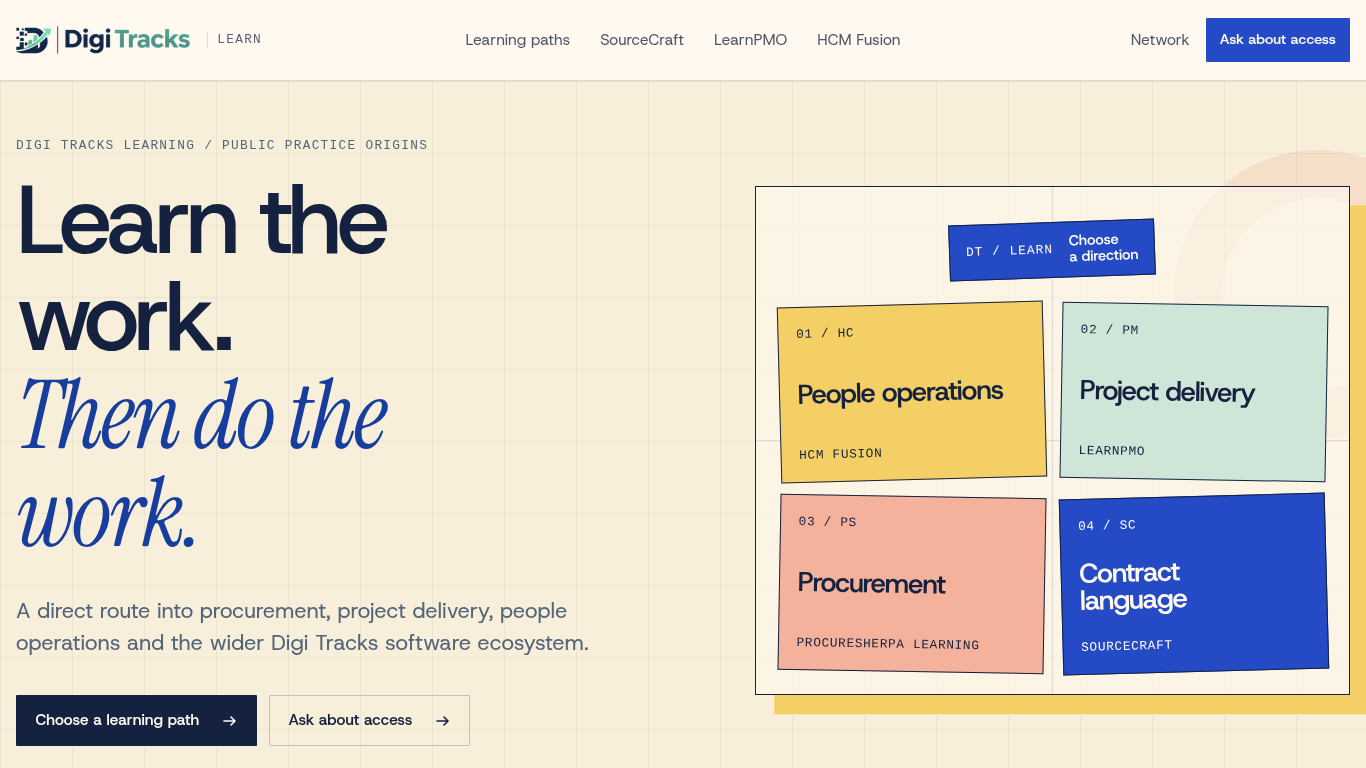 Digi Tracks
LEARN
Learning paths
SourceCraft
LearnPMO
HCM Fusion
Network
Ask about access
DIGI TRACKS LEARNING / PUBLIC PRACTICE ORIGINS
Learn the
work.
Then do the
work.
A direct route into procurement, project delivery, people
operations and the wider Digi Tracks software ecosystem.
Choose a learning path →
Ask about access →
DT / LEARN
Choose
a direction
01 / HC
People operations
HCM FUSION
02 / PM
Project delivery
LEARNPMO
03 / PS
Procurement
PROCURESHERPA LEARNING
04 / SC
Contract
language
SOURCECRAFT